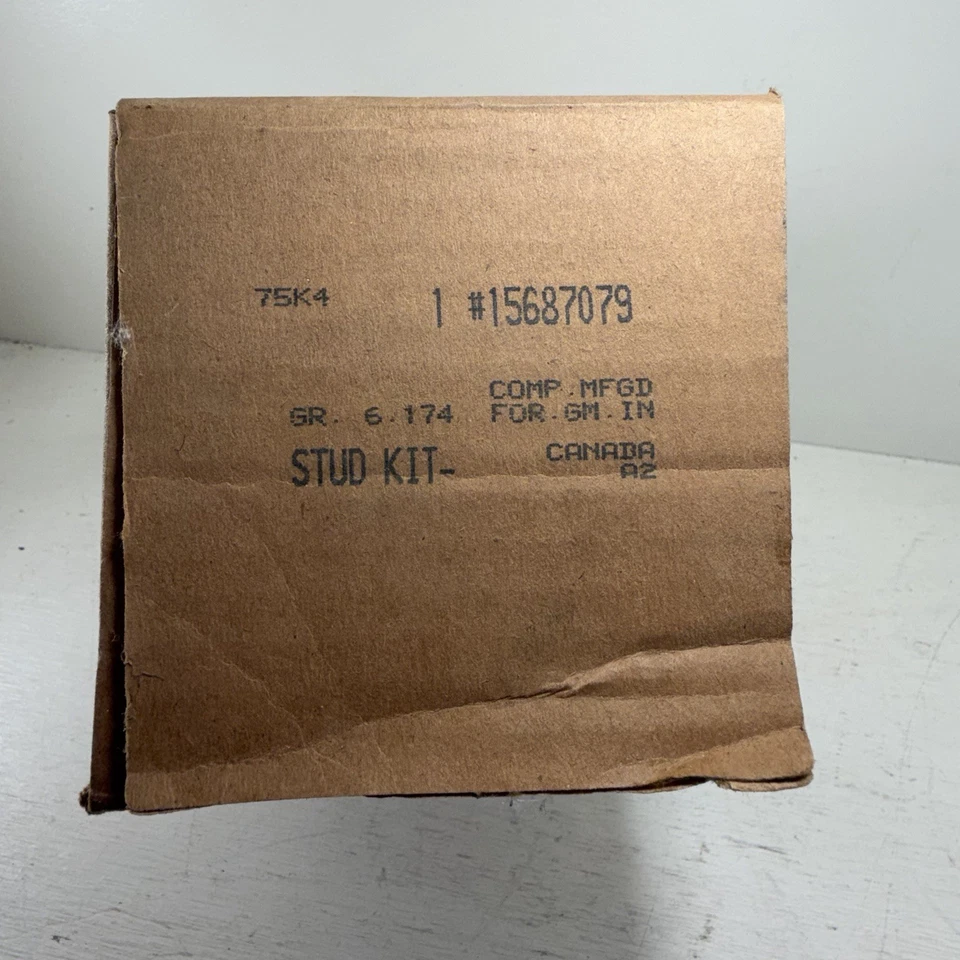 75K4 1 #15687079
COMP.MFGD
GR. 6.174 FOR.GM.IN
STUD KIT- CANADA
A2